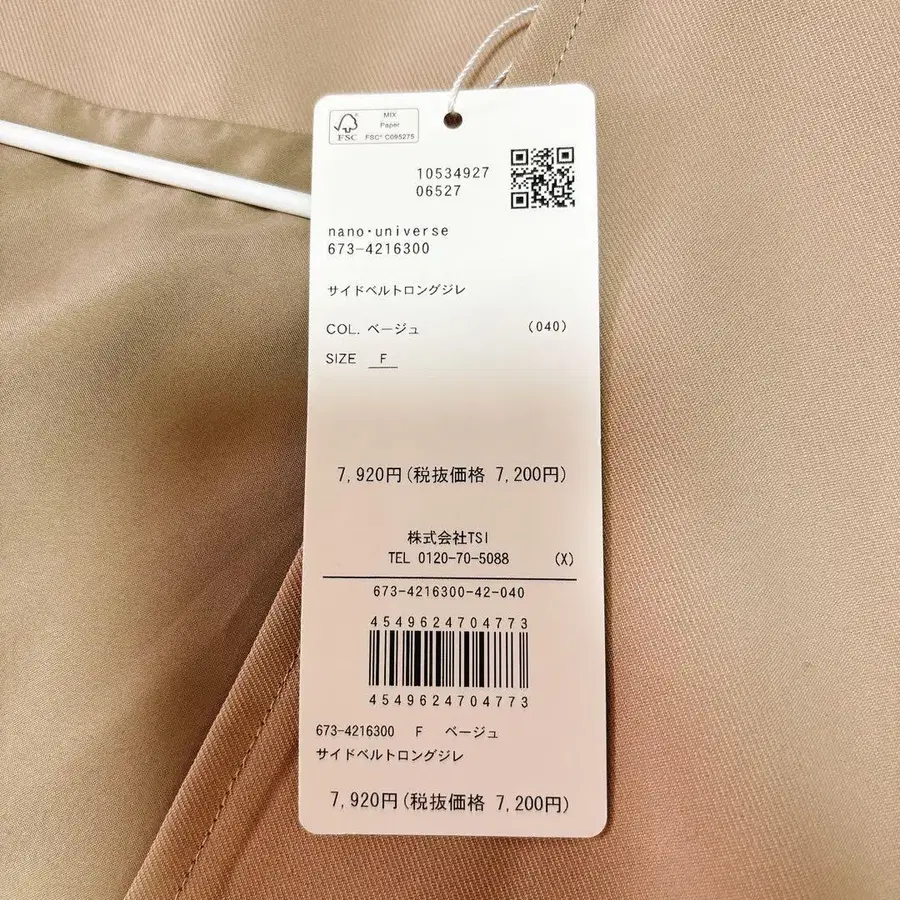 FSC
MIX
Paper
FSC® C095275
10534927
06527
nano・universe
673-4216300
サイドベルトロングジレ
COL. ベージュ (040)
SIZE F
7,920円(税抜価格 7,200円)
株式会社TSI
TEL 0120-70-5088 (X)
673-4216300-42-040
4549624704773
4549624704773
673-4216300 F ベージュ
サイドベルトロングジレ
7,920円(税抜価格 7,200円)